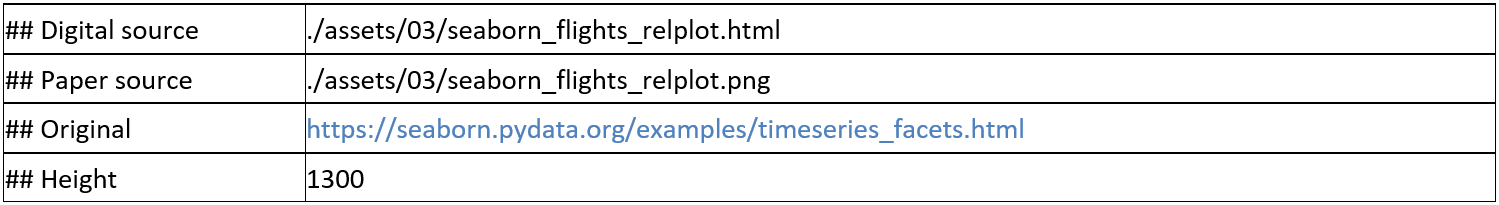 ## Digital source ./assets/03/seaborn_flights_relplot.html
## Paper source ./assets/03/seaborn_flights_relplot.png
## Original https://seaborn.pydata.org/examples/timeseries_facets.html
## Height 1300